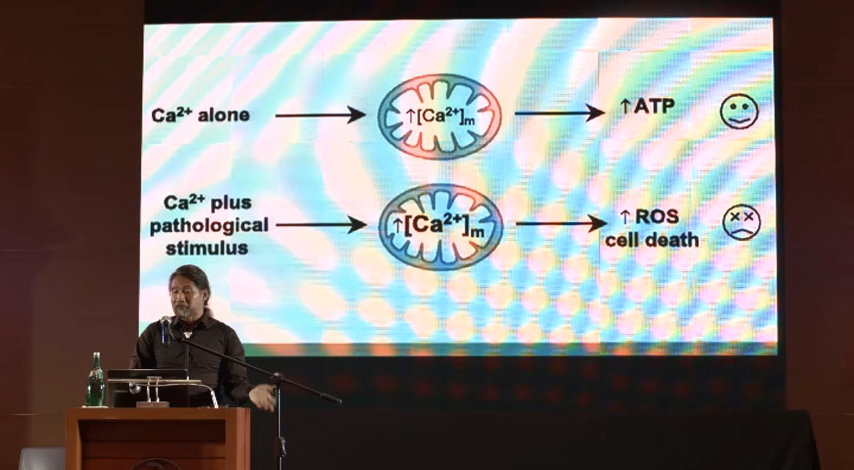 Ca²⁺ alone
↑[Ca²⁺]m
↑ATP
Ca²⁺ plus
pathological
stimulus
↑[Ca²⁺]m
↑ROS
cell death